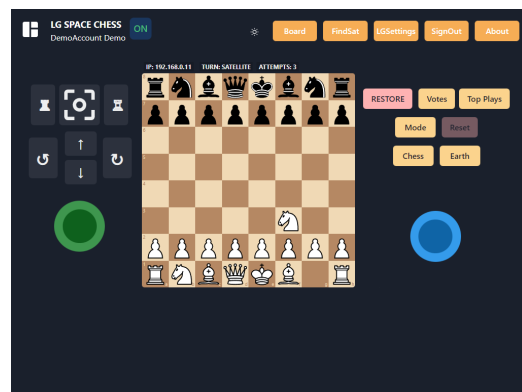 LG SPACE CHESS
ON
DemoAccount Demo
Board
FindSat
LGSettings
SignOut
About
IP: 192.168.0.11 TURN: SATELLITE ATTEMPTS: 3
RESTORE
Votes
Top Plays
Mode
Reset
Chess
Earth